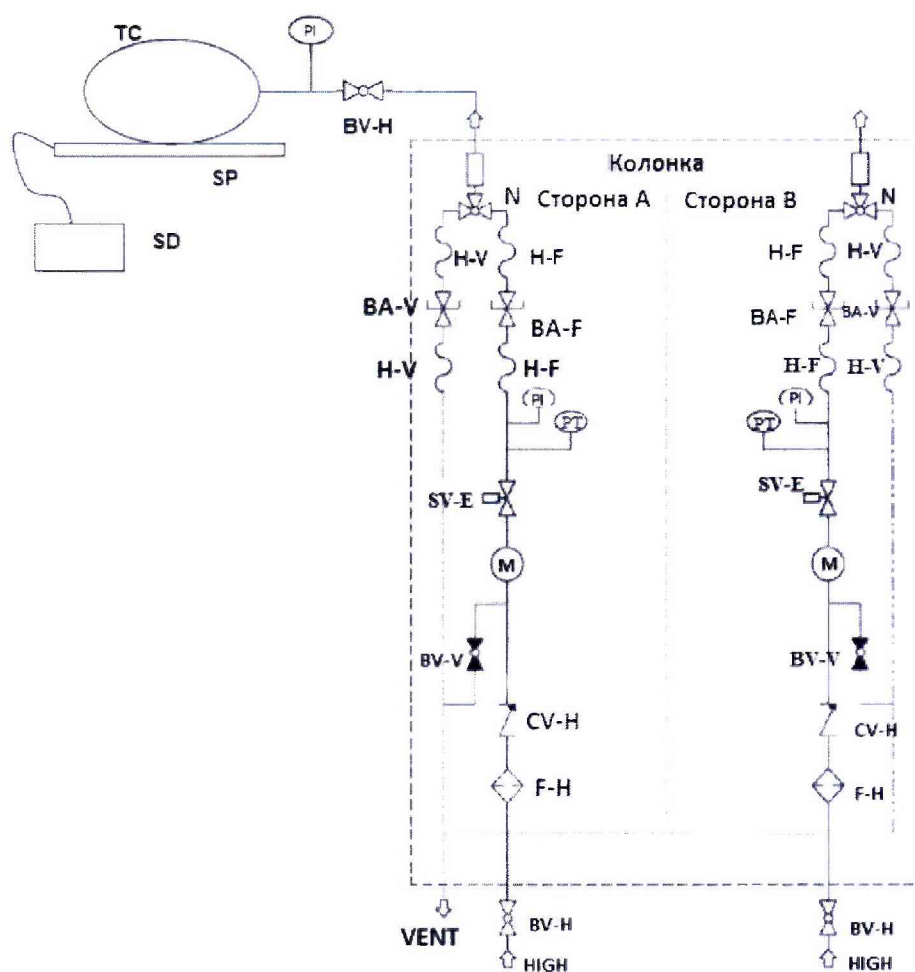 TC
PI
BV-H
SP
SD
Колонка
Сторона А Сторона В
N N
H-V H-F H-F H-V
BA-V BA-F BA-F BA-V
H-V H-F H-F H-V
(PI) (PI)
PT PT
SV-E SV-E
M M
BV-V BV-V
CV-H CV-H
F-H F-H
VENT BV-H BV-H
HIGH HIGH